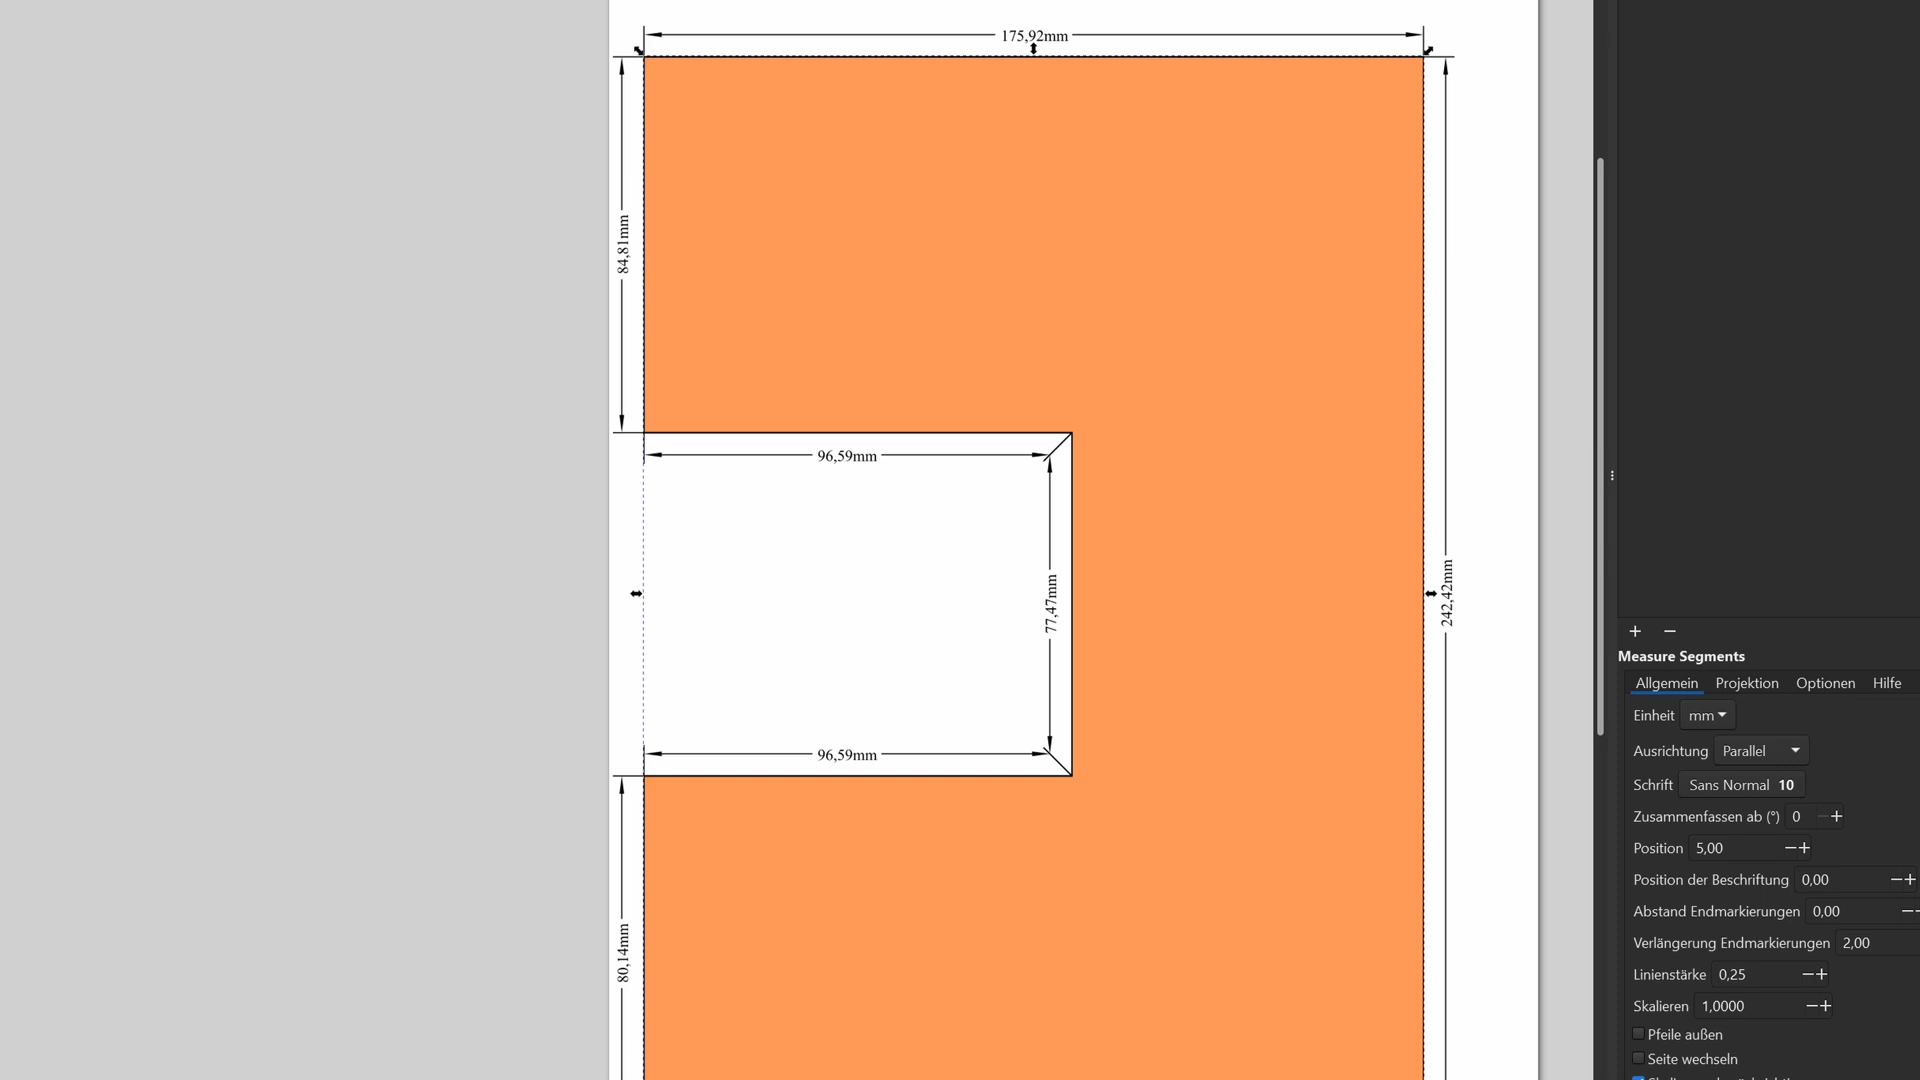 175,92mm
84,81mm
96,59mm
77,47mm
242,42mm
96,59mm
80,14mm
Measure Segments
Allgemein Projektion Optionen Hilfe
Einheit mm
Ausrichtung Parallel
Schrift Sans Normal 10
Zusammenfassen ab (°) 0
Position 5,00
Position der Beschriftung 0,00
Abstand Endmarkierungen 0,00
Verlängerung Endmarkierungen 2,00
Linienstärke 0,25
Skalieren 1,0000
Pfeile außen
Seite wechseln